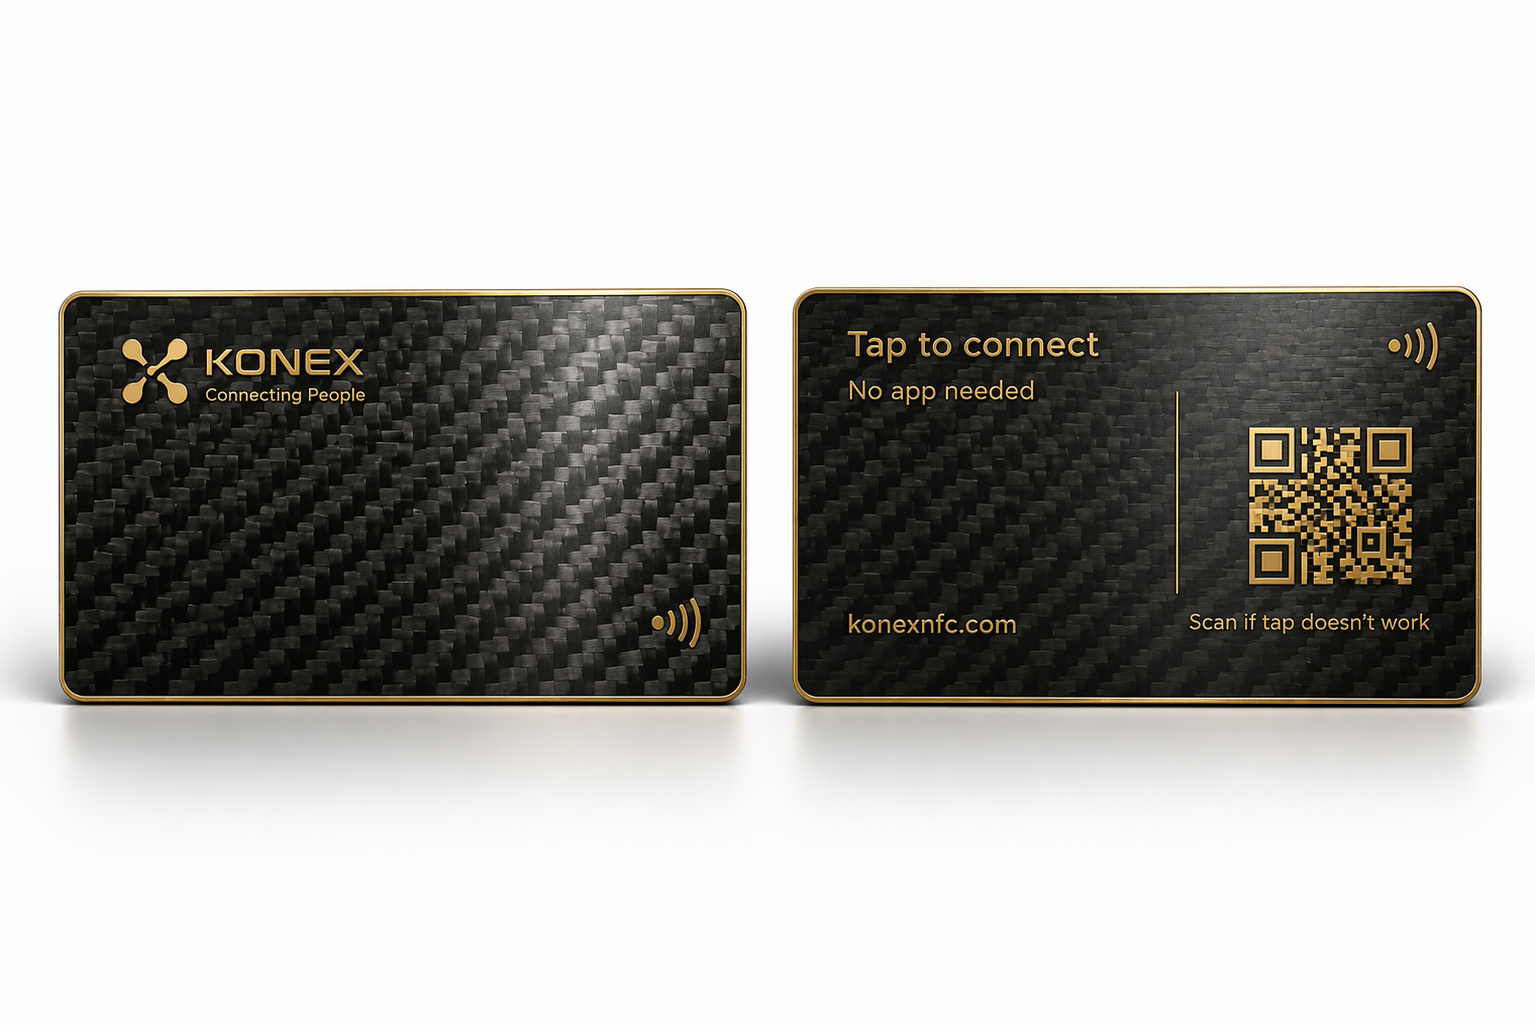 KONEX
Connecting People
Tap to connect
No app needed
konexnfc.com
Scan if tap doesn't work